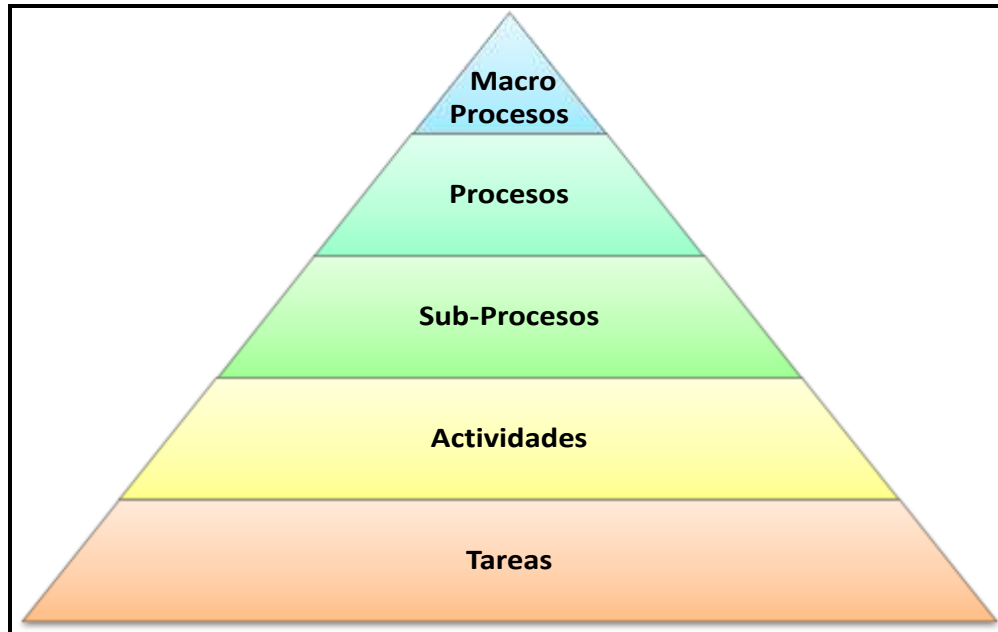 Macro
Procesos
Procesos
Sub-Procesos
Actividades
Tareas